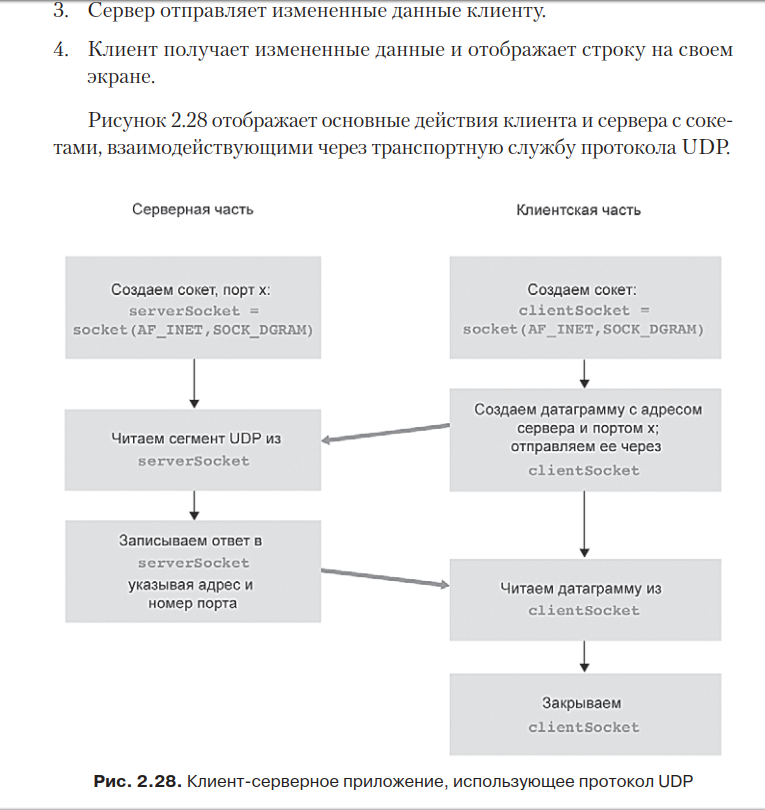 3. Сервер отправляет измененные данные клиенту.
4. Клиент получает измененные данные и отображает строку на своем
экране.
Рисунок 2.28 отображает основные действия клиента и сервера с соке-
тами, взаимодействующими через транспортную службу протокола UDP.
Серверная часть
Создаем сокет, порт x:
serverSocket =
socket(AF_INET,SOCK_DGRAM)
Читаем сегмент UDP из
serverSocket
Записываем ответ в
serverSocket
указывая адрес и
номер порта
Клиентская часть
Создаем сокет:
clientSocket =
socket(AF_INET,SOCK_DGRAM)
Создаем датаграмму с адресом
сервера и портом x;
отправляем ее через
clientSocket
Читаем датаграмму из
clientSocket
Закрываем
clientSocket
Рис. 2.28. Клиент-серверное приложение, использующее протокол UDP